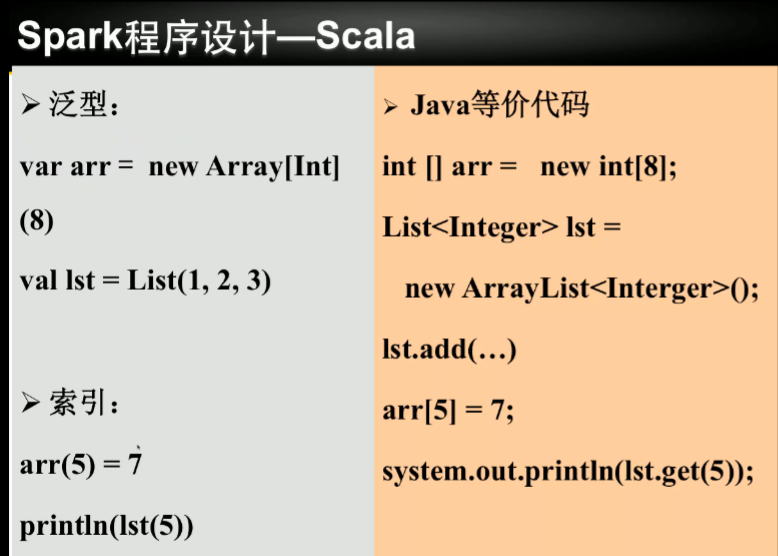 Spark程序设计—Scala
➢ 泛型：
var arr = new Array[Int]
(8)
val lst = List(1, 2, 3)
➢ 索引：
arr(5) = 7
println(lst(5))
➢ Java等价代码
int [] arr = new int[8];
List<Integer> lst =
new ArrayList<Interger>();
lst.add(…)
arr[5] = 7;
system.out.println(lst.get(5));